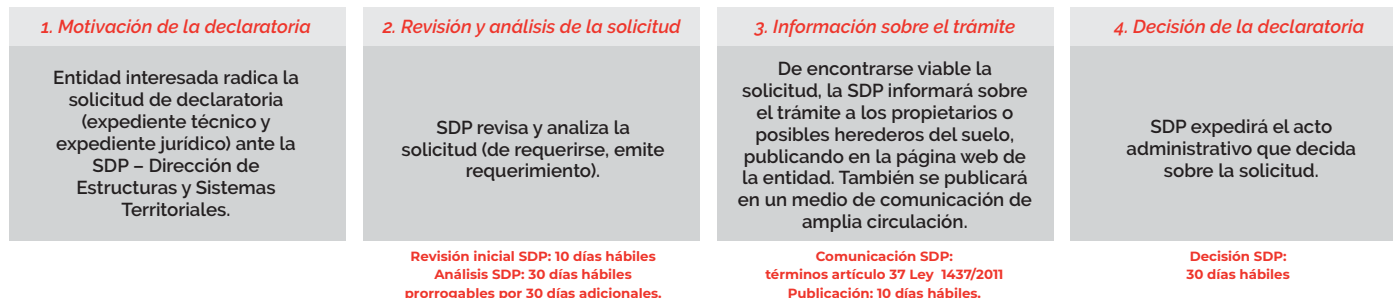 1. Motivación de la declaratoria
Entidad interesada radica la
solicitud de declaratoria
(expediente técnico y
expediente jurídico) ante la
SDP – Dirección de
Estructuras y Sistemas
Territoriales.
2. Revisión y análisis de la solicitud
SDP revisa y analiza la
solicitud (de requerirse, emite
requerimiento).
Revisión inicial SDP: 10 días hábiles
Análisis SDP: 30 días hábiles
prorrogables por 30 días adicionales.
3. Información sobre el trámite
De encontrarse viable la
solicitud, la SDP informará sobre
el trámite a los propietarios o
posibles herederos del suelo,
publicando en la página web de
la entidad. También se publicará
en un medio de comunicación de
amplia circulación.
Comunicación SDP:
términos artículo 37 Ley 1437/2011
Publicación: 10 días hábiles.
4. Decisión de la declaratoria
SDP expedirá el acto
administrativo que decida
sobre la solicitud.
Decisión SDP:
30 días hábiles